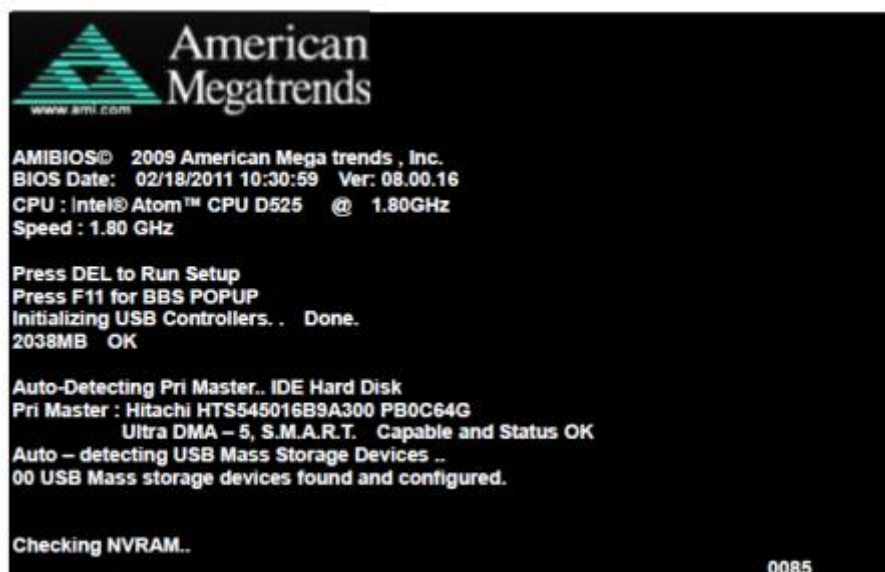 American
Megatrends
www.ami.com
AMIBIOS© 2009 American Mega trends , Inc.
BIOS Date: 02/18/2011 10:30:59 Ver: 08.00.16
CPU : Intel® Atom™ CPU D525 @ 1.80GHz
Speed : 1.80 GHz
Press DEL to Run Setup
Press F11 for BBS POPUP
Initializing USB Controllers. . Done.
2038MB OK
Auto-Detecting Pri Master.. IDE Hard Disk
Pri Master : Hitachi HTS545016B9A300 PB0C64G
Ultra DMA – 5, S.M.A.R.T. Capable and Status OK
Auto – detecting USB Mass Storage Devices ..
00 USB Mass storage devices found and configured.
Checking NVRAM..
0085